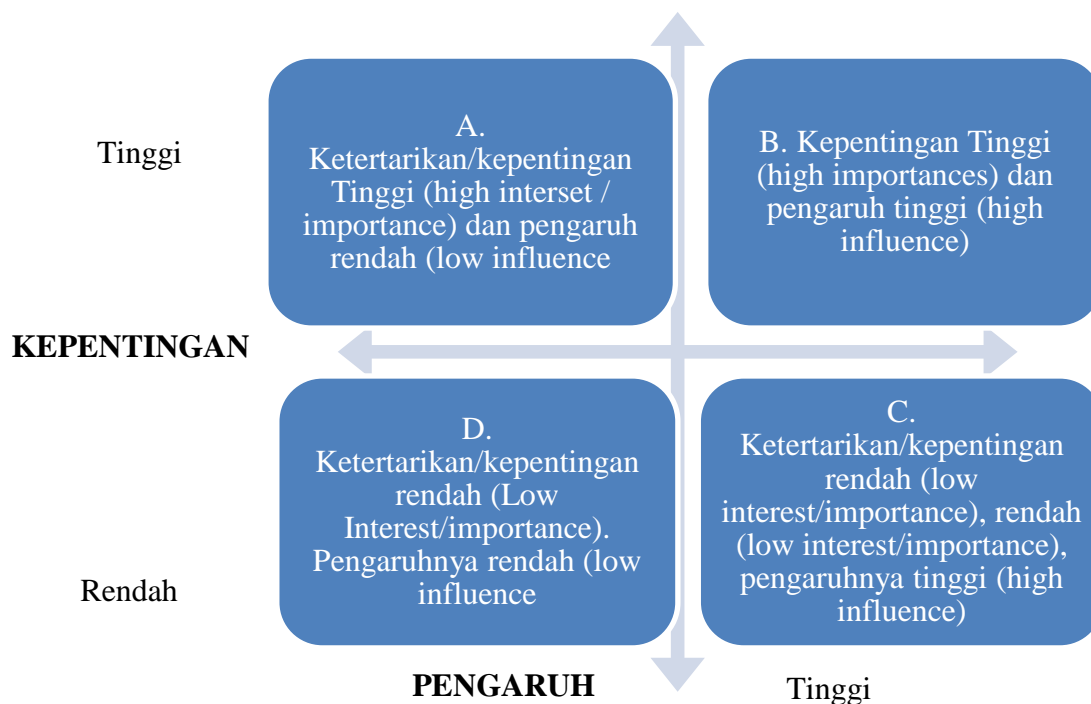 Tinggi
A.
Ketertarikan/kepentingan
Tinggi (high interset /
importance) dan pengaruh
rendah (low influence
B. Kepentingan Tinggi
(high importances) dan
pengaruh tinggi (high
influence)
KEPENTINGAN
D.
Ketertarikan/kepentingan
rendah (Low
Interest/importance).
Pengaruhnya rendah (low
influence
C.
Ketertarikan/kepentingan
rendah (low
interest/importance), rendah
(low interest/importance),
pengaruhnya tinggi (high
influence)
Rendah
PENGARUH
Tinggi